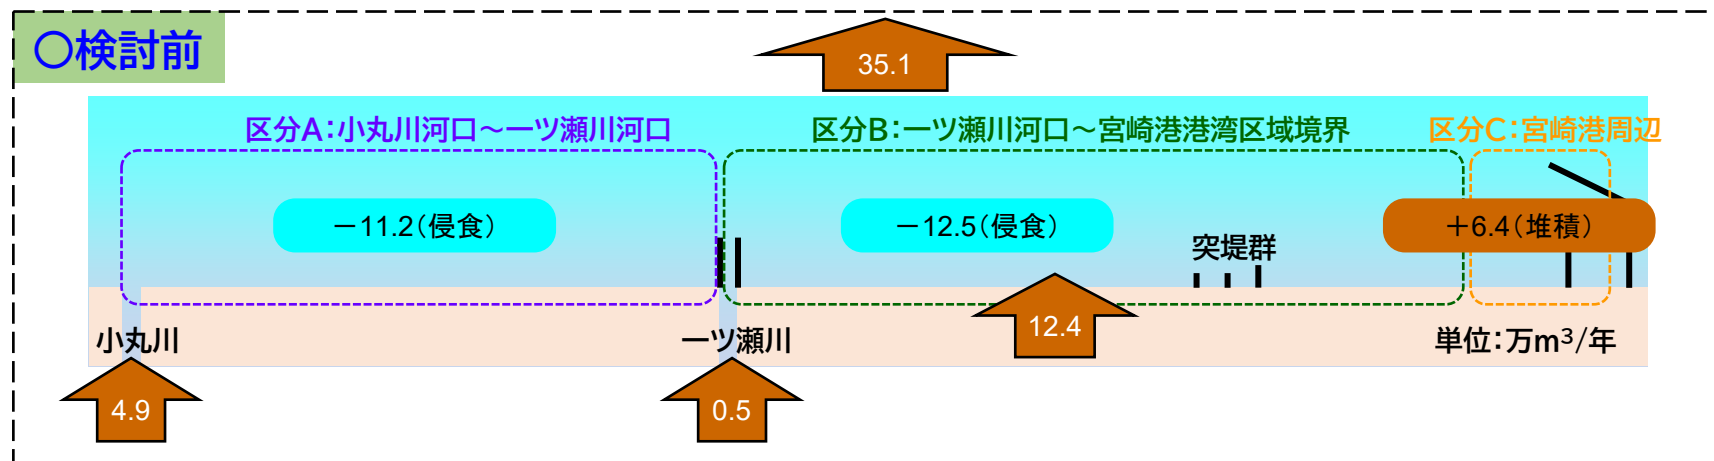 〇検討前
35.1
区分A:小丸川河口～一ツ瀬川河口
区分B:一ツ瀬川河口～宮崎港港湾区域境界
区分C:宮崎港周辺
－11.2(侵食)
－12.5(侵食)
＋6.4(堆積)
突堤群
12.4
小丸川
一ツ瀬川
単位:万m³/年
4.9
0.5